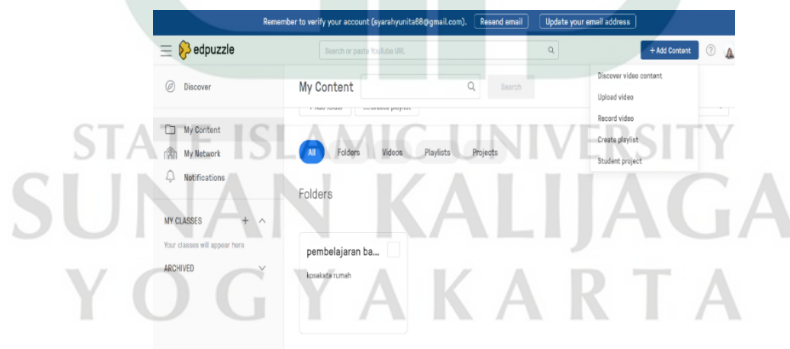 Remember to verify your account (syarahyunita68@gmail.com). Resend email Update your email address
edpuzzle
Search or paste YouTube URL
+ Add Content
Discover
My Content
Search
Discover video content
Upload video
Record video
Create playlist
Student project
My Content
My Network
Notifications
All Folders Videos Playlists Projects
Folders
MY CLASSES
Your classes will appear here
ARCHIVED
pembelajaran ba...
kosakata rumah
STATE ISLAMIC UNIVERSITY
SUNAN KALIJAGA
YOGYAKARTA